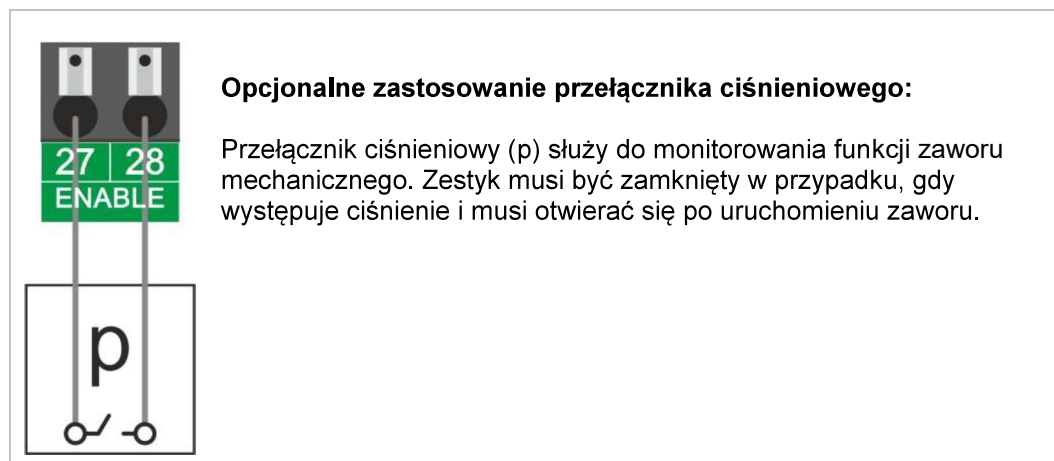 27 28
ENABLE
p
Opcjonalne zastosowanie przełącznika ciśnieniowego:
Przełącznik ciśnieniowy (p) służy do monitorowania funkcji zaworu
mechanicznego. Zestyk musi być zamknięty w przypadku, gdy
występuje ciśnienie i musi otwierać się po uruchomieniu zaworu.